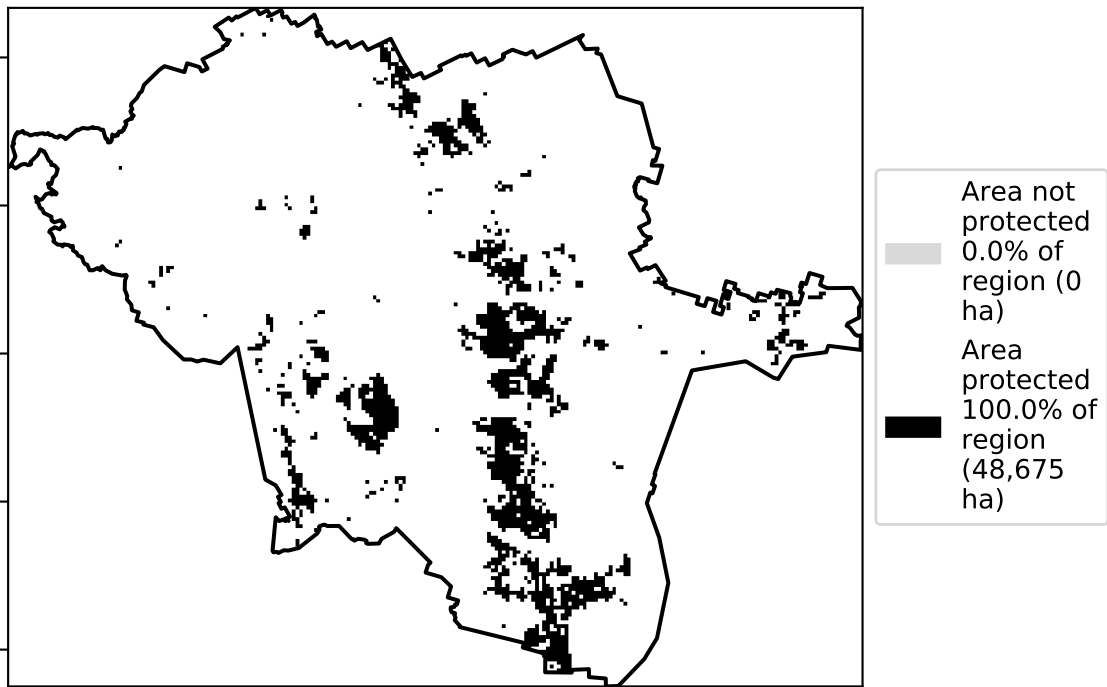 Area not
protected
0.0% of
region (0
ha)
Area
protected
100.0% of
region
(48,675
ha)